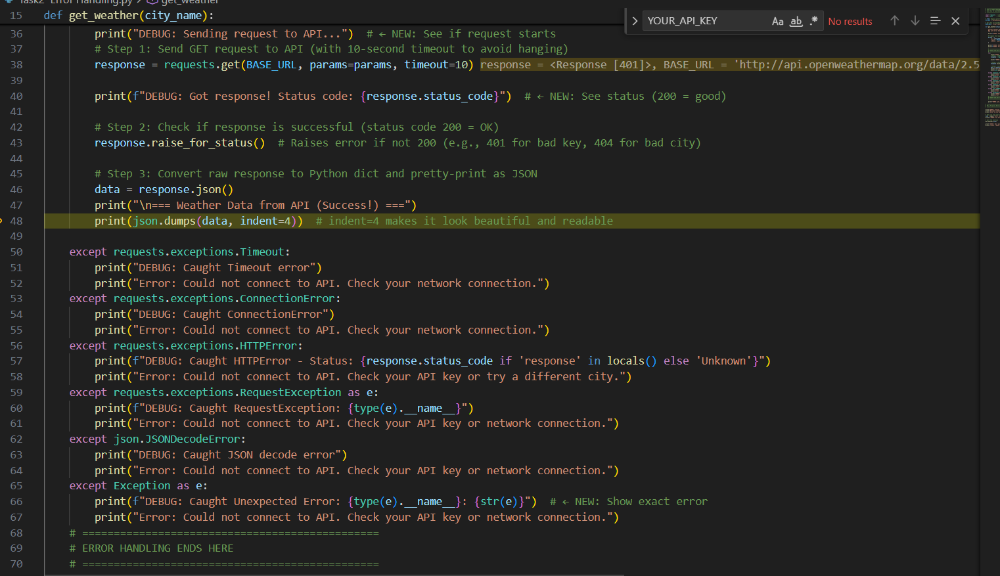 Task2 Error Handling.py > get_weather
15 def get_weather(city_name):
YOUR_API_KEY Aa ab .* No results
36 print("DEBUG: Sending request to API...")  # ← NEW: See if request starts
37 # Step 1: Send GET request to API (with 10-second timeout to avoid hanging)
38 response = requests.get(BASE_URL, params=params, timeout=10) response = <Response [401]>, BASE_URL = 'http://api.openweathermap.org/data/2.5
39
40 print(f"DEBUG: Got response! Status code: {response.status_code}")  # ← NEW: See status (200 = good)
41
42 # Step 2: Check if response is successful (status code 200 = OK)
43 response.raise_for_status()  # Raises error if not 200 (e.g., 401 for bad key, 404 for bad city)
44
45 # Step 3: Convert raw response to Python dict and pretty-print as JSON
46 data = response.json()
47 print("\n=== Weather Data from API (Success!) ===")
48 print(json.dumps(data, indent=4))  # indent=4 makes it look beautiful and readable
49
50 except requests.exceptions.Timeout:
51 print("DEBUG: Caught Timeout error")
52 print("Error: Could not connect to API. Check your network connection.")
53 except requests.exceptions.ConnectionError:
54 print("DEBUG: Caught ConnectionError")
55 print("Error: Could not connect to API. Check your network connection.")
56 except requests.exceptions.HTTPError:
57 print(f"DEBUG: Caught HTTPError - Status: {response.status_code if 'response' in locals() else 'Unknown'}")
58 print("Error: Could not connect to API. Check your API key or try a different city.")
59 except requests.exceptions.RequestException as e:
60 print(f"DEBUG: Caught RequestException: {type(e).__name__}")
61 print("Error: Could not connect to API. Check your API key or network connection.")
62 except json.JSONDecodeError:
63 print("DEBUG: Caught JSON decode error")
64 print("Error: Could not connect to API. Check your API key or network connection.")
65 except Exception as e:
66 print(f"DEBUG: Caught Unexpected Error: {type(e).__name__}: {str(e)}")  # ← NEW: Show exact error
67 print("Error: Could not connect to API. Check your API key or network connection.")
68 # ===============================================
69 # ERROR HANDLING ENDS HERE
70 # ===============================================